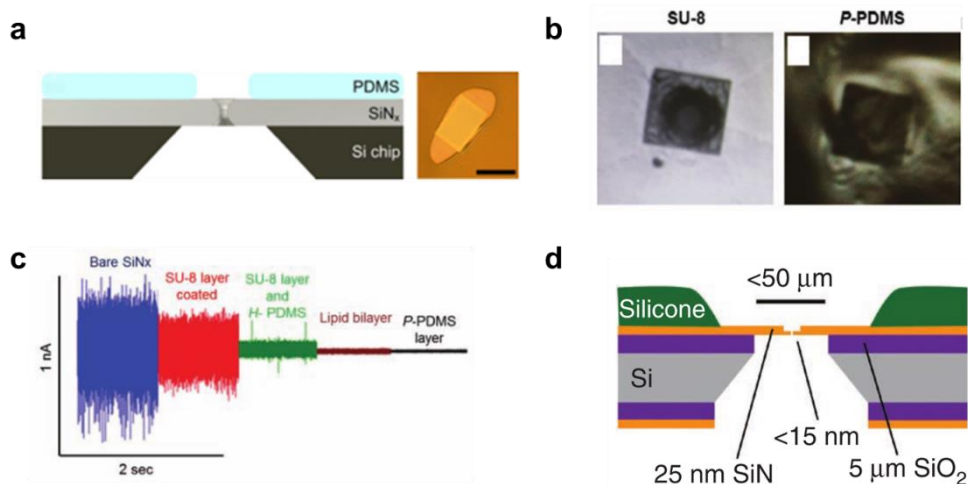 a
PDMS
SiNx
Si chip
b
SU-8
P-PDMS
c
Bare SiNx
SU-8 layer
coated
SU-8 layer
and
H- PDMS
Lipid bilayer
P-PDMS
layer
1 nA
2 sec
d
<50 μm
Silicone
Si
<15 nm
25 nm SiN
5 μm SiO₂